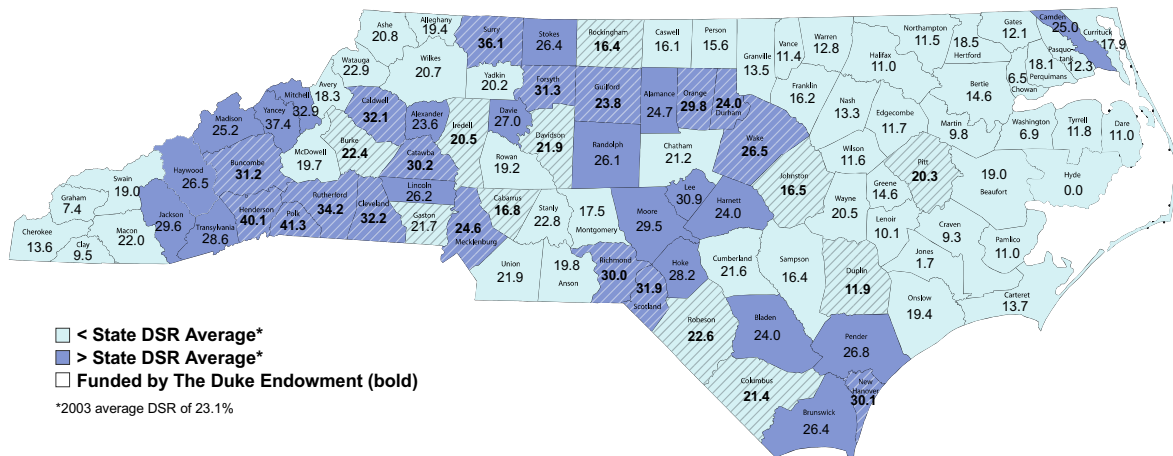 Ashe
20.8
Alleghany
19.4
Surry
36.1
Stokes
26.4
Rockingham
16.4
Caswell
16.1
Person
15.6
Granville
13.5
Vance
11.4
Warren
12.8
Northampton
11.5
Halifax
11.0
18.5
Hertford
Gates
12.1
Camden
25.0
Currituck
17.9
Pasquo-
tank
12.3
18.1
Perquimans
6.5
Chowan
Bertie
14.6
Watauga
22.9
Wilkes
20.7
Yadkin
20.2
Forsyth
31.3
Guilford
23.8
Alamance
24.7
Orange
29.8
24.0
Durham
Franklin
16.2
Nash
13.3
Edgecombe
11.7
Martin
9.8
Washington
6.9
Tyrrell
11.8
Dare
11.0
Mitchell
32.9
Avery
18.3
Caldwell
32.1
Alexander
23.6
Iredell
20.5
Davie
27.0
Davidson
21.9
Randolph
26.1
Chatham
21.2
Wake
26.5
Wilson
11.6
Pitt
20.3
19.0
Beaufort
Hyde
0.0
Madison
25.2
Yancey
37.4
McDowell
19.7
Burke
22.4
Catawba
30.2
Rowan
19.2
Lee
30.9
Johnston
16.5
Greene
14.6
Wayne
20.5
Lenoir
10.1
Craven
9.3
Pamlico
11.0
Haywood
26.5
Buncombe
31.2
Rutherford
34.2
Cleveland
32.2
Lincoln
26.2
Gaston
21.7
Cabarrus
16.8
Stanly
22.8
17.5
Montgomery
Moore
29.5
Harnett
24.0
Jones
1.7
Swain
19.0
Graham
7.4
Cherokee
13.6
Clay
9.5
Macon
22.0
Jackson
29.6
Transylvania
28.6
Henderson
40.1
Polk
41.3
24.6
Mecklenburg
Union
21.9
19.8
Anson
Richmond
30.0
31.9
Scotland
Hoke
28.2
Cumberland
21.6
Sampson
16.4
Duplin
11.9
Onslow
19.4
Carteret
13.7
Robeson
22.6
Bladen
24.0
Pender
26.8
Columbus
21.4
Brunswick
26.4
New
Hanover
30.1
< State DSR Average*
> State DSR Average*
Funded by The Duke Endowment (bold)
*2003 average DSR of 23.1%